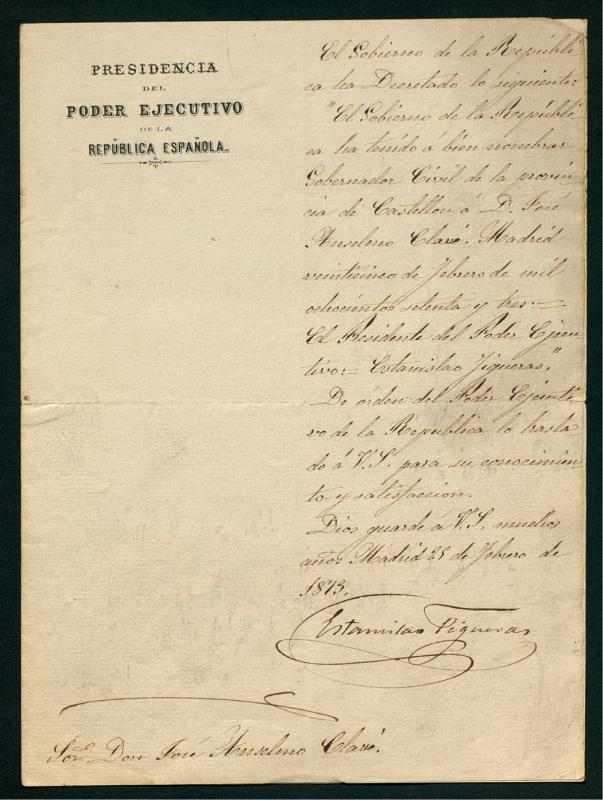 PRESIDENCIA
DEL
PODER EJECUTIVO
DE LA
REPÚBLICA ESPAÑOLA.
El Gobierno de la Repúbli
ca ha Decretado lo siguiente:
"El Gobierno de la Repúbli
ca ha tenido á bien nombrar
Gobernador Civil de la provin
cia de Castellon, á D. José
Anselmo Clavé. Madrid
veinticinco de Febrero de mil
ochocientos setenta y tres:=
El Presidente del Poder Ejecu
tivo:= Estanislao Figueras."
De órden del Poder Ejecuti
vo de la República lo trasla
do á V.S. para su conocimien
to y satisfaccion.
Dios guarde á V.S. muchos
años. Madrid 25 de Febrero de
1873.
Estanislao Figueras
Sor. Don José Anselmo Clavé.